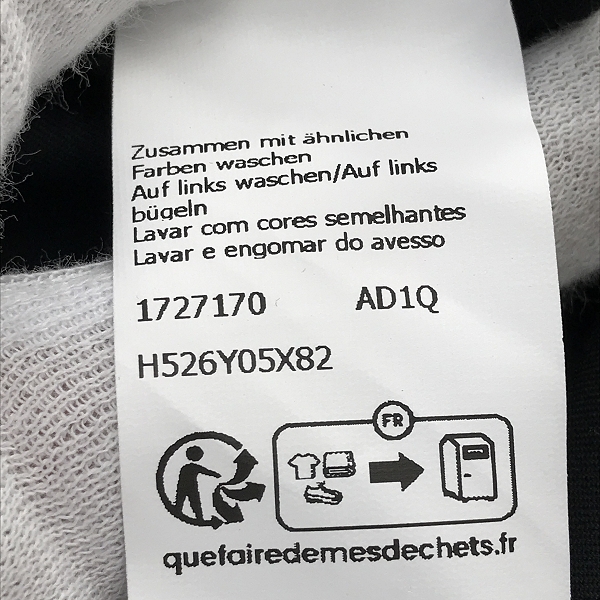 Zusammen mit ähnlichen
Farben waschen
Auf links waschen/Auf links
bügeln
Lavar com cores semelhantes
Lavar e engomar do avesso
1727170 AD1Q
H526Y05X82
FR
quefairedemesdechets.fr